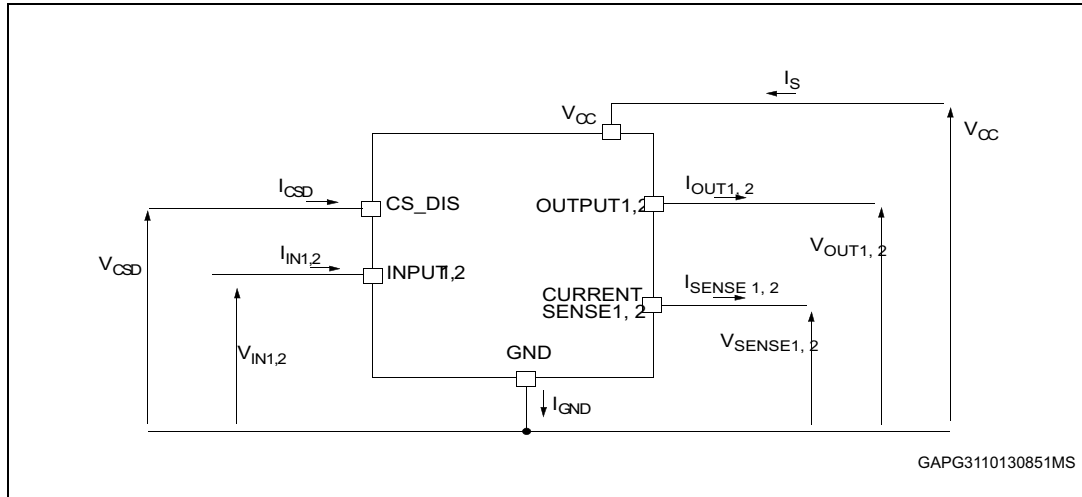 I_S
V_CC
V_CC
I_CSD
CS_DIS
I_OUT1, 2
OUTPUT1,2
I_IN1,2
V_OUT1, 2
V_CSD
INPUT1,2
I_SENSE 1, 2
CURRENT
SENSE1, 2
V_SENSE1, 2
V_IN1,2
GND
I_GND
GAPG3110130851MS